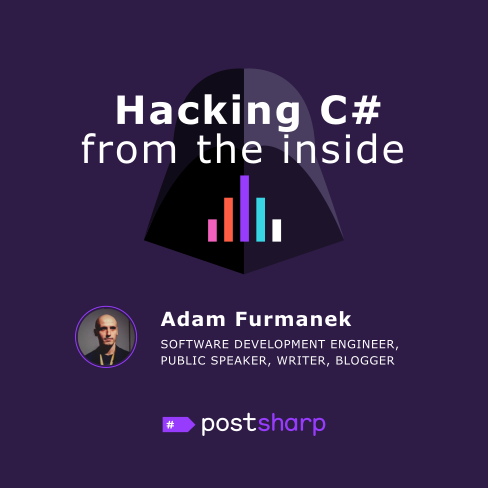 Hacking C#
from the inside
Adam Furmanek
SOFTWARE DEVELOPMENT ENGINEER,
PUBLIC SPEAKER, WRITER, BLOGGER
# postsharp